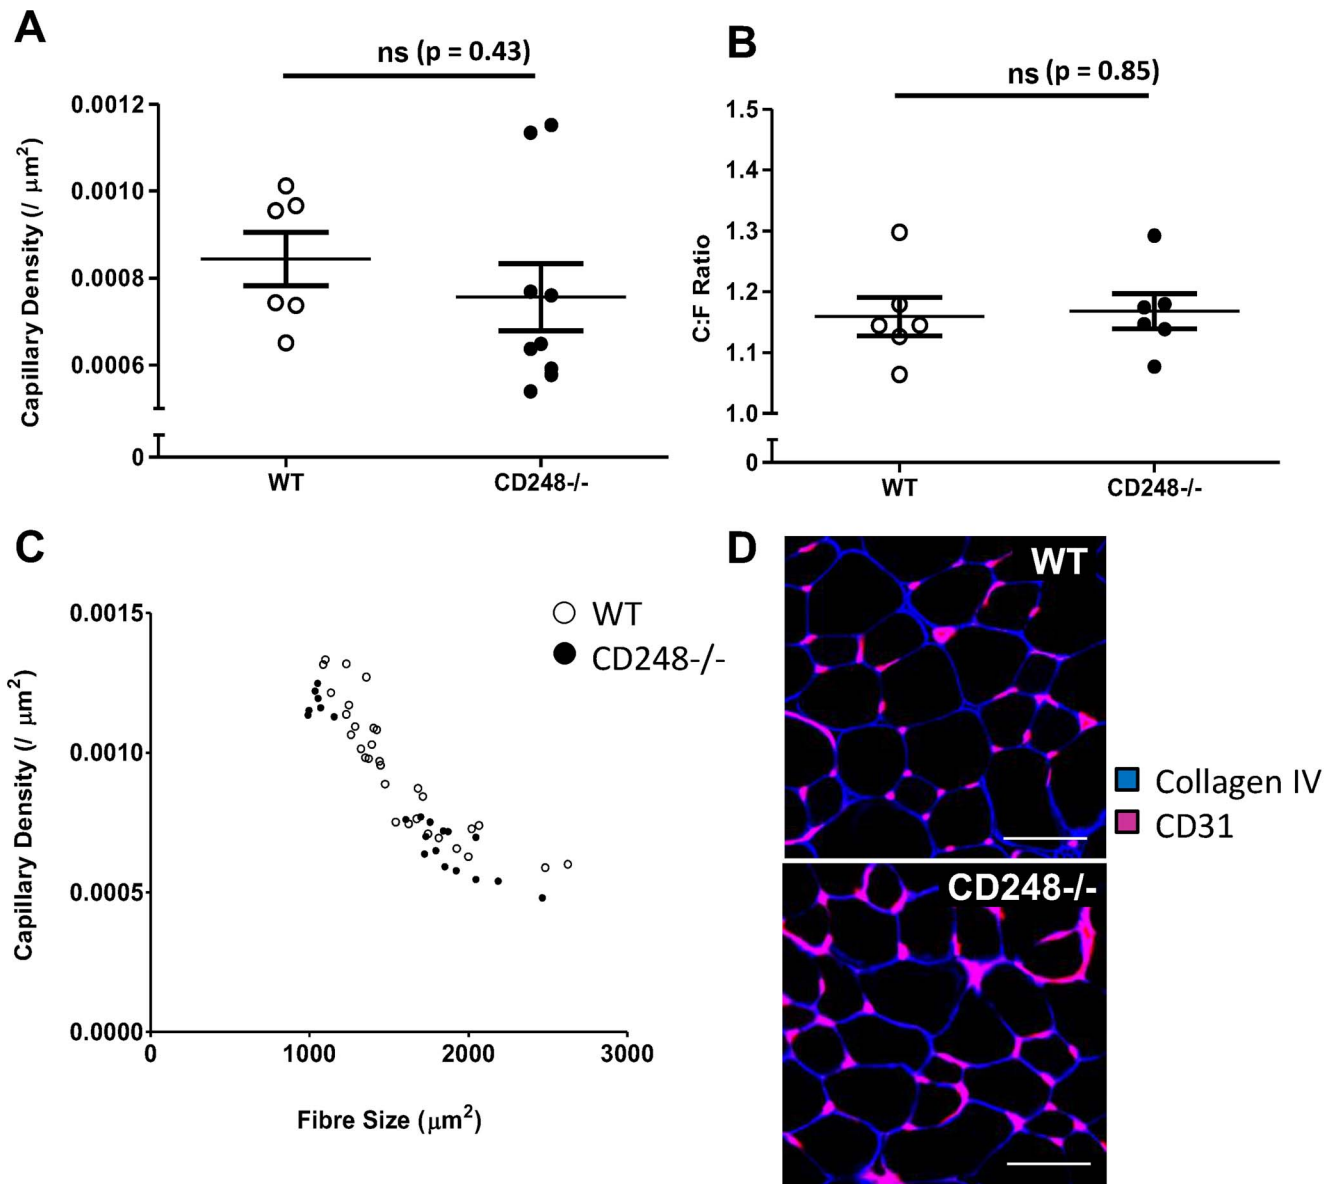 A
ns (p = 0.43)
Capillary Density (/ μm²)
0.0012
0.0010
0.0008
0.0006
0
WT
CD248-/-
B
ns (p = 0.85)
C:F Ratio
1.5
1.4
1.3
1.2
1.1
1.0
0
WT
CD248-/-
C
Capillary Density (/ μm²)
0.0015
0.0010
0.0005
0.0000
0
1000
2000
3000
Fibre Size (μm²)
WT
CD248-/-
D
WT
CD248-/-
Collagen IV
CD31